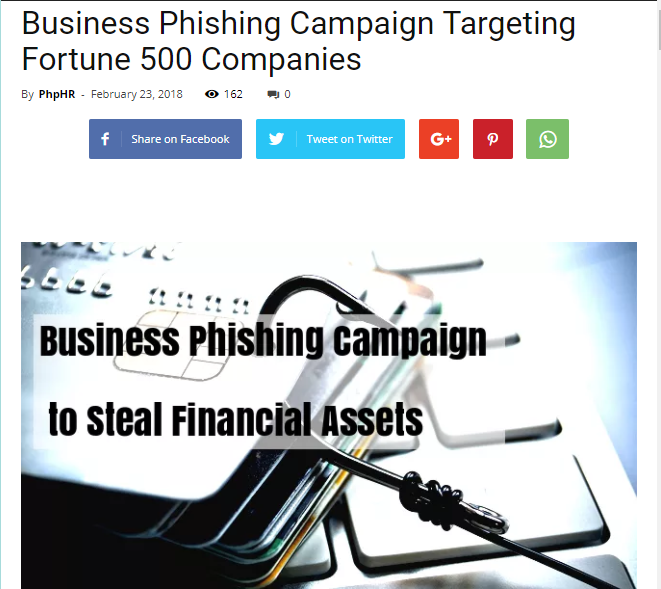 Business Phishing Campaign Targeting
Fortune 500 Companies
By PhpHR - February 23, 2018 162 0
f Share on Facebook Tweet on Twitter G+
Business Phishing Campaign
to Steal Financial Assets